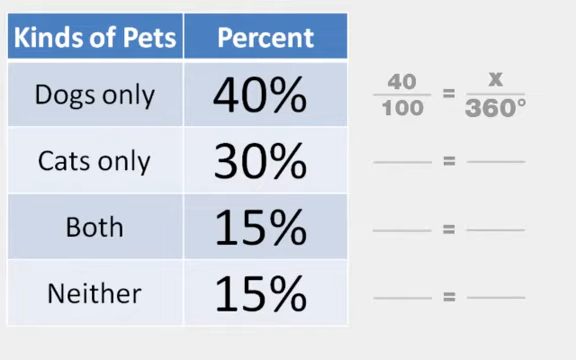 Kinds of Pets Percent
Dogs only 40% 40/100 = x/360°
Cats only 30% =
Both 15% =
Neither 15% =